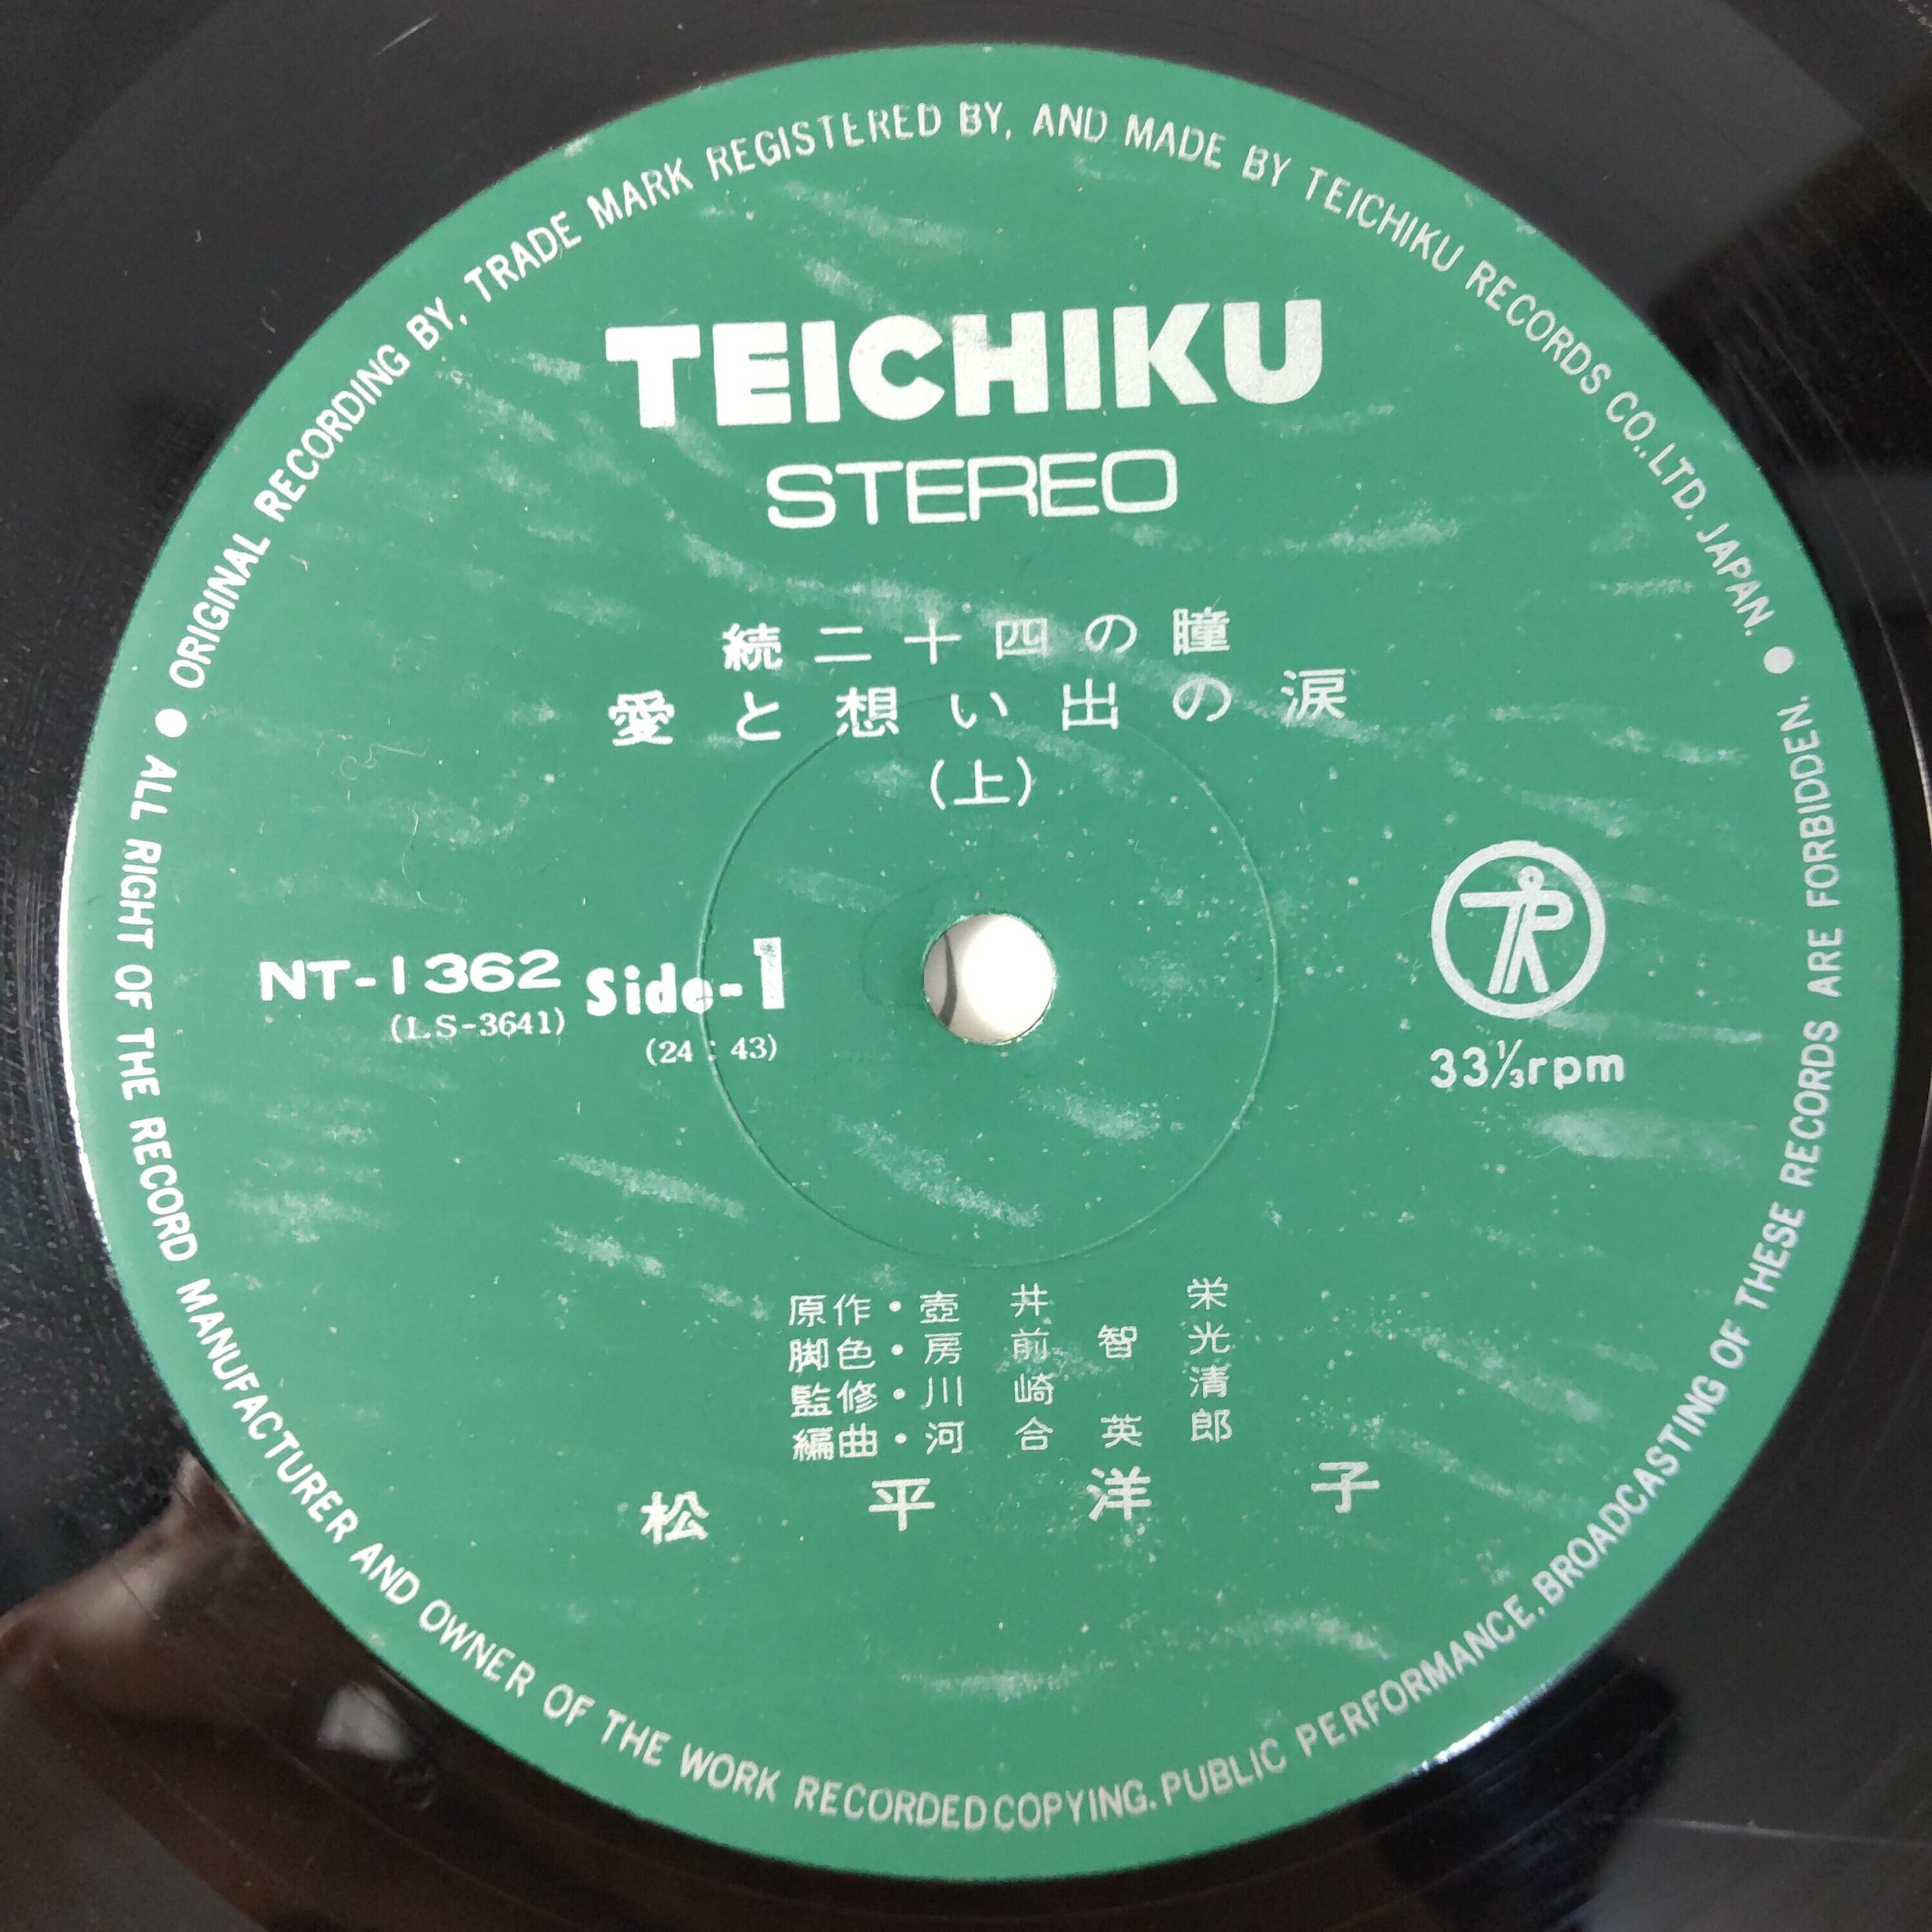 ● ORIGINAL RECORDING BY, TRADE MARK REGISTERED BY, AND MADE BY TEICHIKU RECORDS CO., LTD. JAPAN. ●
TEICHIKU
STEREO
続二十四の瞳
愛と想い出の涙
(上)
NT-1362 Side-1
(LS-3641)
(24:43)
TR
33⅓rpm
原作・壺井栄
脚色・房前智光
監修・川崎清
編曲・河合英郎
松平洋子
ALL RIGHT OF THE RECORD MANUFACTURER AND OWNER OF THE WORK RECORDED COPYING. PUBLIC PERFORMANCE. BROADCASTING OF THESE RECORDS ARE FORBIDDEN.